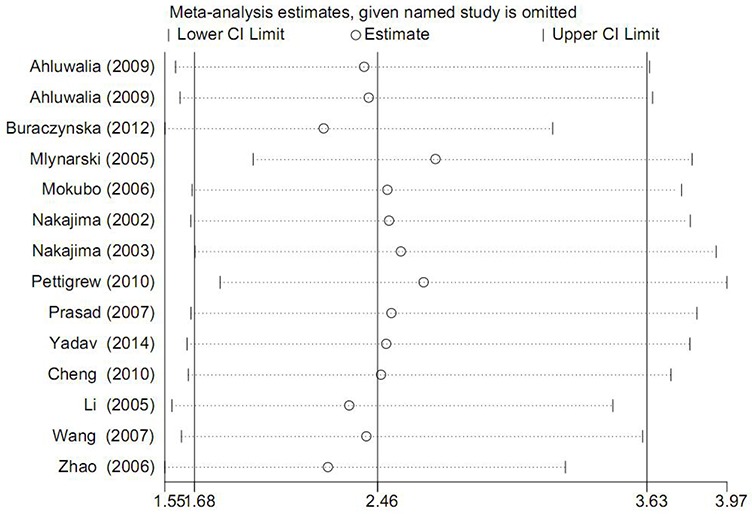 Meta-analysis estimates, given named study is omitted
| Lower CI Limit ○ Estimate | Upper CI Limit
Ahluwalia (2009)
Ahluwalia (2009)
Buraczynska (2012)
Mlynarski (2005)
Mokubo (2006)
Nakajima (2002)
Nakajima (2003)
Pettigrew (2010)
Prasad (2007)
Yadav (2014)
Cheng (2010)
Li (2005)
Wang (2007)
Zhao (2006)
1.55 1.68 2.46 3.63 3.97